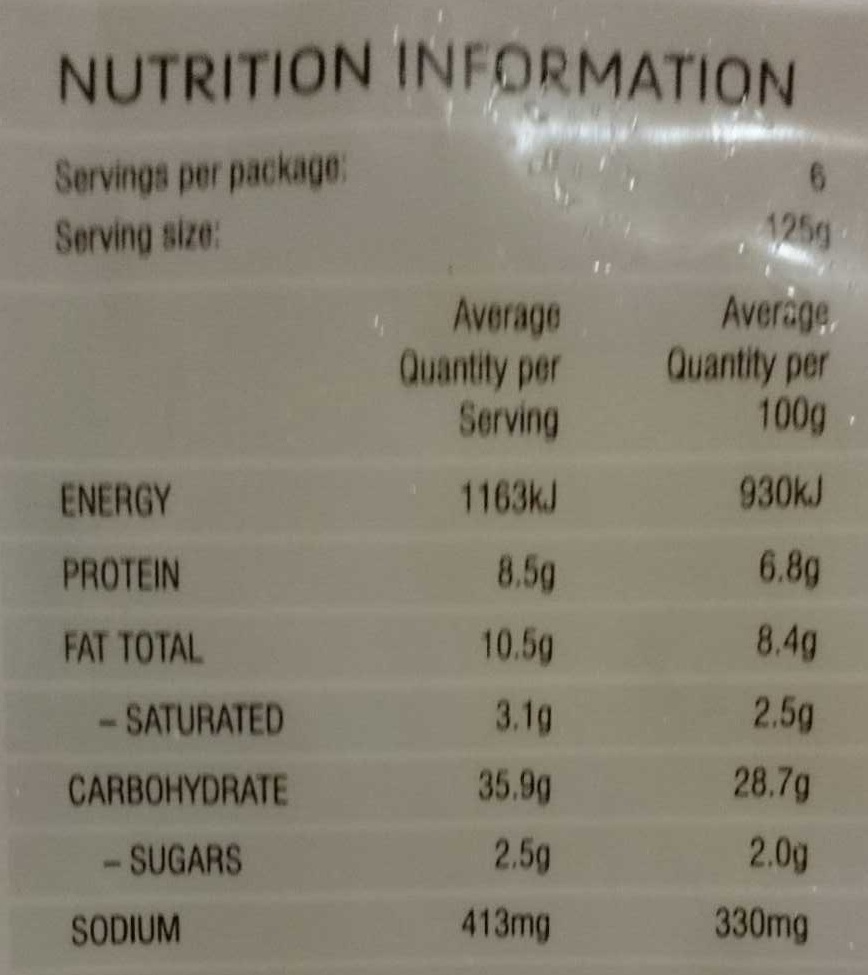 NUTRITION INFORMATION
Servings per package: 6
Serving size: 125g
Average Average
Quantity per Quantity per
Serving 100g
ENERGY 1163kJ 930kJ
PROTEIN 8.5g 6.8g
FAT TOTAL 10.5g 8.4g
– SATURATED 3.1g 2.5g
CARBOHYDRATE 35.9g 28.7g
– SUGARS 2.5g 2.0g
SODIUM 413mg 330mg